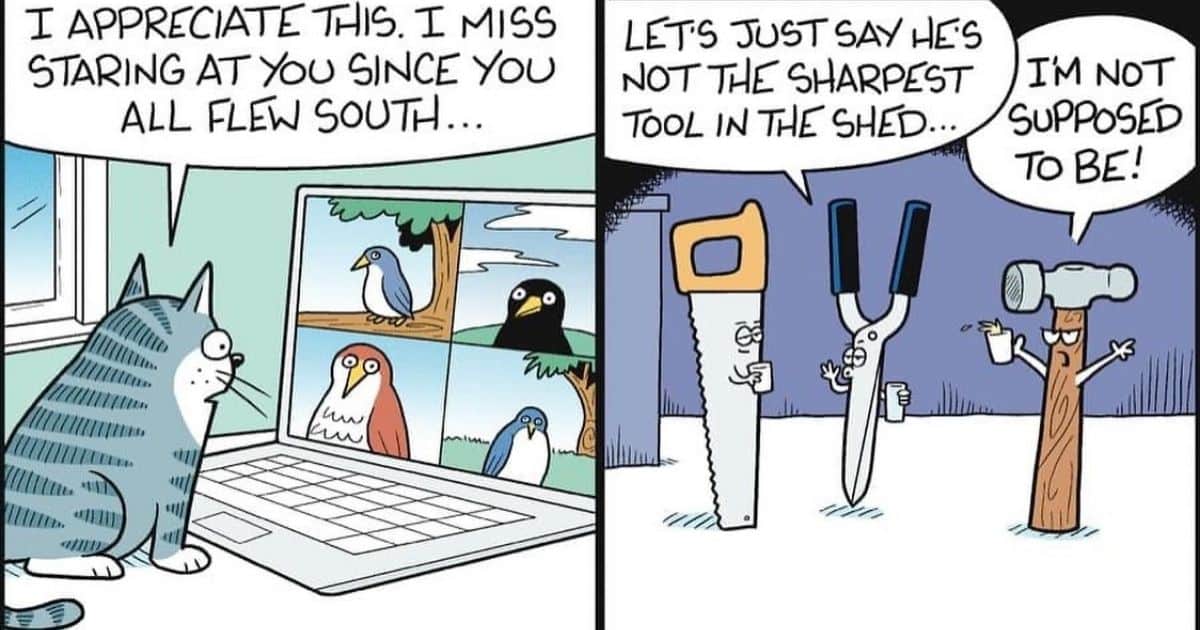 I APPRECIATE THIS. I MISS
STARING AT YOU SINCE YOU
ALL FLEW SOUTH...
LET'S JUST SAY HE'S
NOT THE SHARPEST
TOOL IN THE SHED...
I'M NOT
SUPPOSED
TO BE!